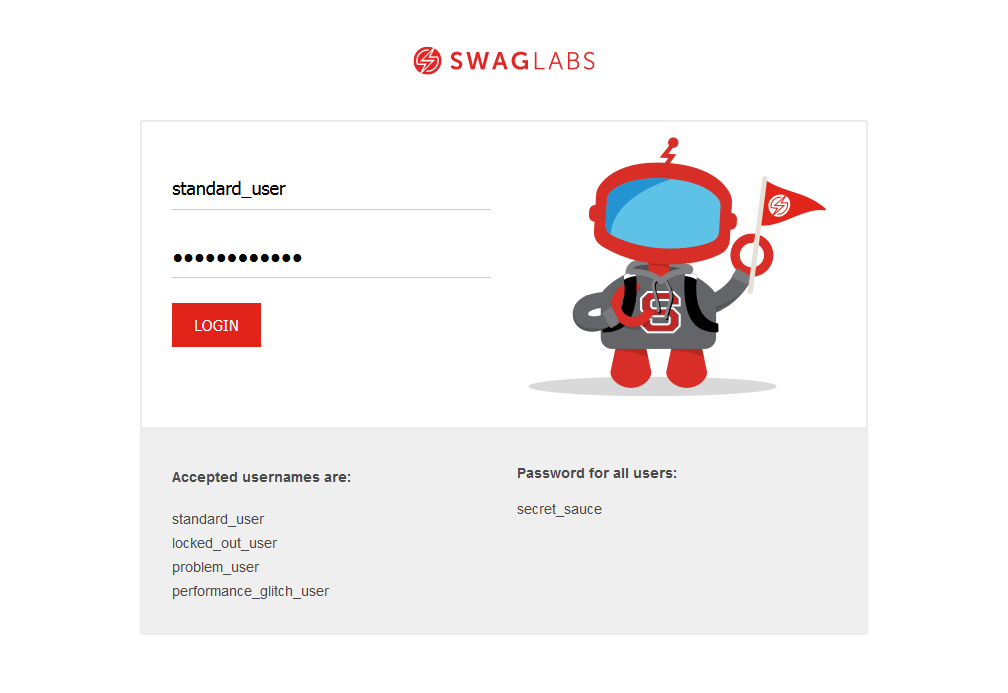 SWAGLABS
standard_user
••••••••••••
LOGIN
Accepted usernames are:
standard_user
locked_out_user
problem_user
performance_glitch_user
Password for all users:
secret_sauce
S